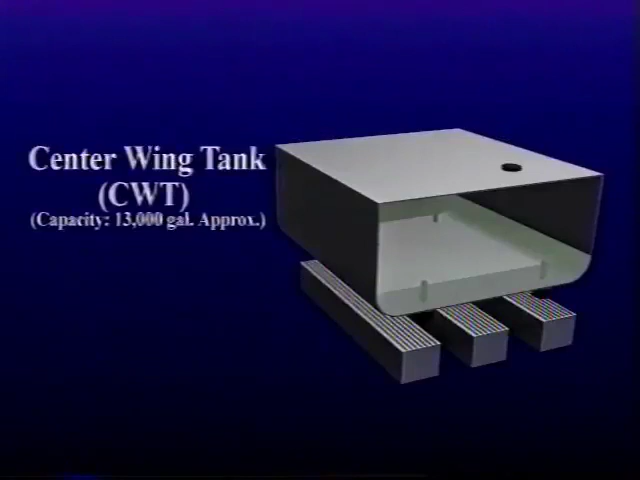 Center Wing Tank
(CWT)
(Capacity: 13,000 gal. Approx.)